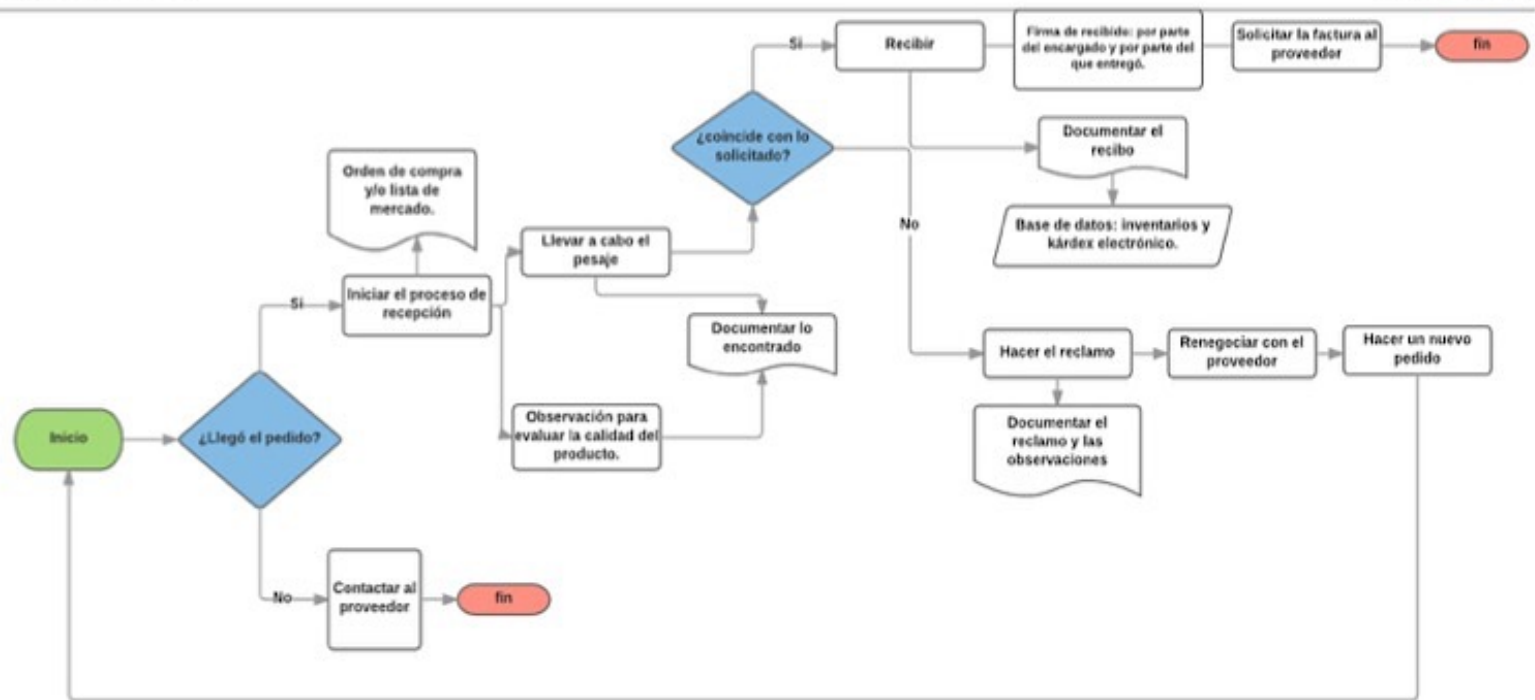 Si
Recibir
Firma de recibido: por parte
del encargado y por parte del
que entregó.
Solicitar la factura al
proveedor
fin
¿coincide con lo
solicitado?
Documentar el
recibo
Base de datos: inventarios y
kárdex electrónico.
No
Orden de compra
y/o lista de
mercado.
Llevar a cabo el
pesaje
Si
Iniciar el proceso de
recepción
Documentar lo
encontrado
Hacer el reclamo
Renegociar con el
proveedor
Hacer un nuevo
pedido
Inicio
¿Llegó el pedido?
Observación para
evaluar la calidad del
producto.
Documentar el
reclamo y las
observaciones
No
Contactar al
proveedor
fin